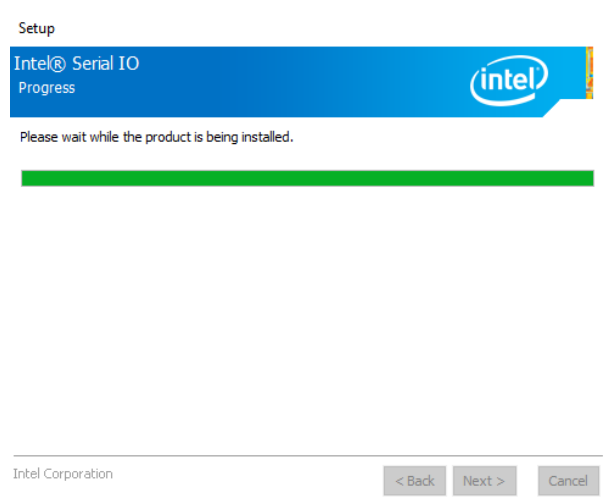 Setup
Intel® Serial IO
Progress
intel
Please wait while the product is being installed.
Intel Corporation
< Back Next > Cancel